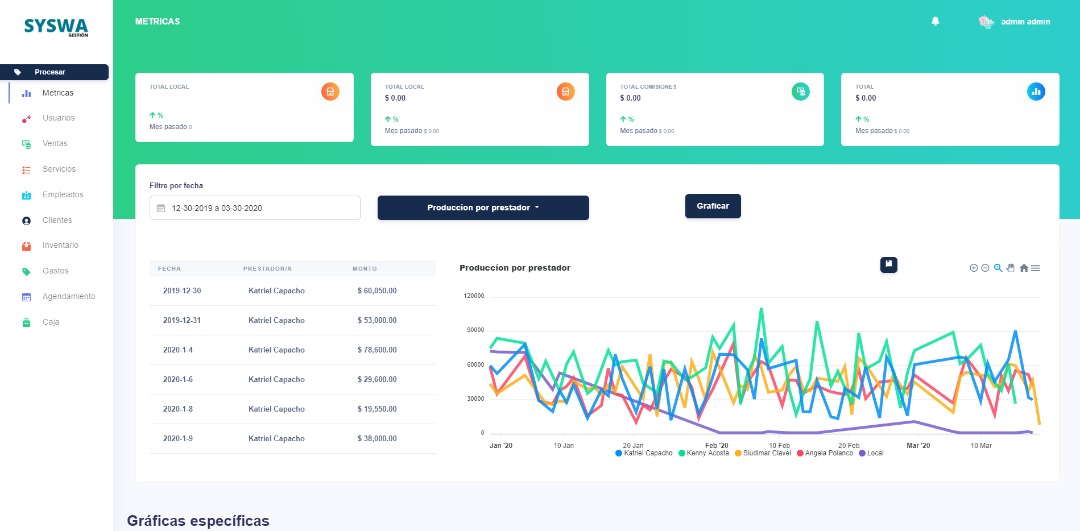 SYSWA
GESTIÓN
METRICAS
admin admin
Procesar
Metricas
Usuarios
Ventas
Servicios
Empleados
Clientes
Inventario
Gastos
Agendamiento
Caja
TOTAL LOCAL
%
Mes pasado 0
TOTAL LOCAL
$ 0.00
%
Mes pasado $ 0.00
TOTAL COMISIONES
$ 0.00
%
Mes pasado $ 0.00
TOTAL
$ 0.00
%
Mes pasado $ 0.00
Filtre por fecha
12-30-2019 a 03-30-2020
Produccion por prestador
Graficar
FECHA PRESTADOR/A MONTO
2019-12-30 Katriel Capacho $ 60,050.00
2019-12-31 Katriel Capacho $ 53,000.00
2020-1-4 Katriel Capacho $ 78,600.00
2020-1-6 Katriel Capacho $ 29,600.00
2020-1-8 Katriel Capacho $ 19,550.00
2020-1-9 Katriel Capacho $ 38,000.00
Produccíon por prestador
120000
90000
60000
30000
0
Jan '20 10 Jan 20 Jan Feb '20 10 Feb 20 Feb Mar '20 10 Mar
Katriel Capacho Kenny Acosta Siudimar Clavel Angela Polanco Local
Gráficas específicas